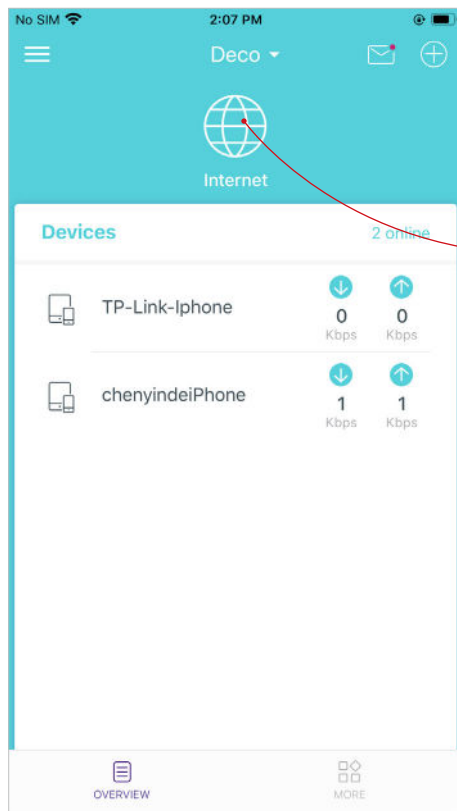 No SIM 2:07 PM
Deco
Internet
Devices 2 online
TP-Link-Iphone 0 0
Kbps Kbps
chenyindeiPhone 1 1
Kbps Kbps
OVERVIEW MORE